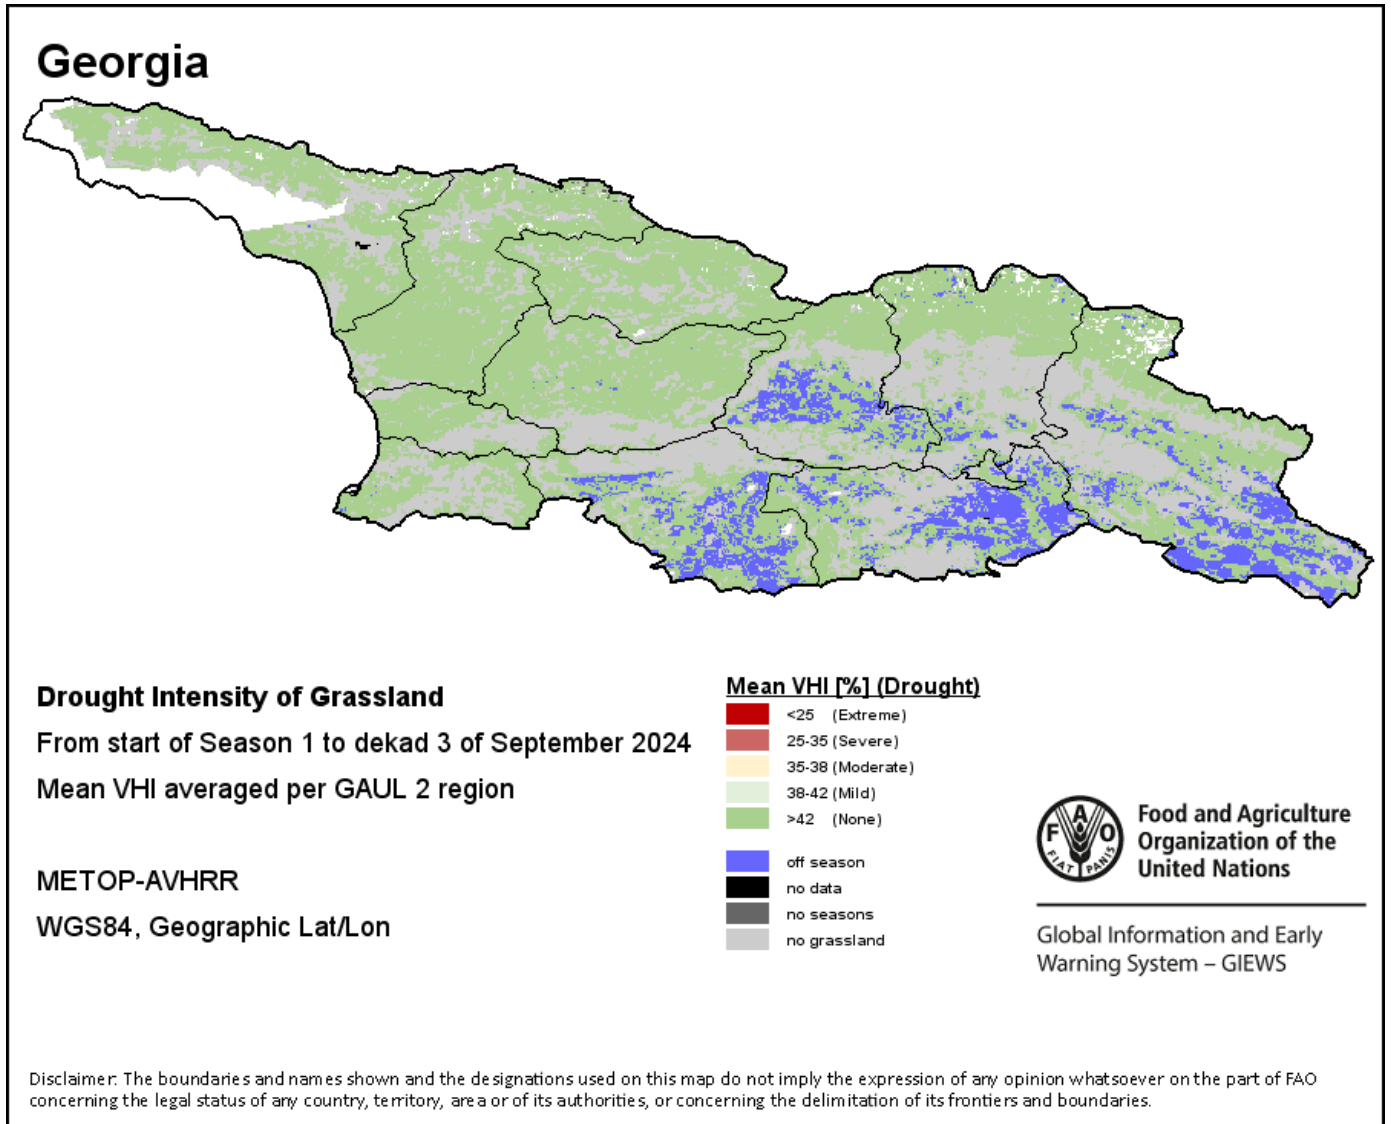 Georgia
Drought Intensity of Grassland
From start of Season 1 to dekad 3 of September 2024
Mean VHI averaged per GAUL 2 region
METOP-AVHRR
WGS84, Geographic Lat/Lon
Mean VHI [%] (Drought)
<25 (Extreme)
25-35 (Severe)
35-38 (Moderate)
38-42 (Mild)
>42 (None)
off season
no data
no seasons
no grassland
F A O
FIAT PANIS
Food and Agriculture
Organization of the
United Nations
Global Information and Early
Warning System – GIEWS
Disclaimer: The boundaries and names shown and the designations used on this map do not imply the expression of any opinion whatsoever on the part of FAO
concerning the legal status of any country, territory, area or of its authorities, or concerning the delimitation of its frontiers and boundaries.